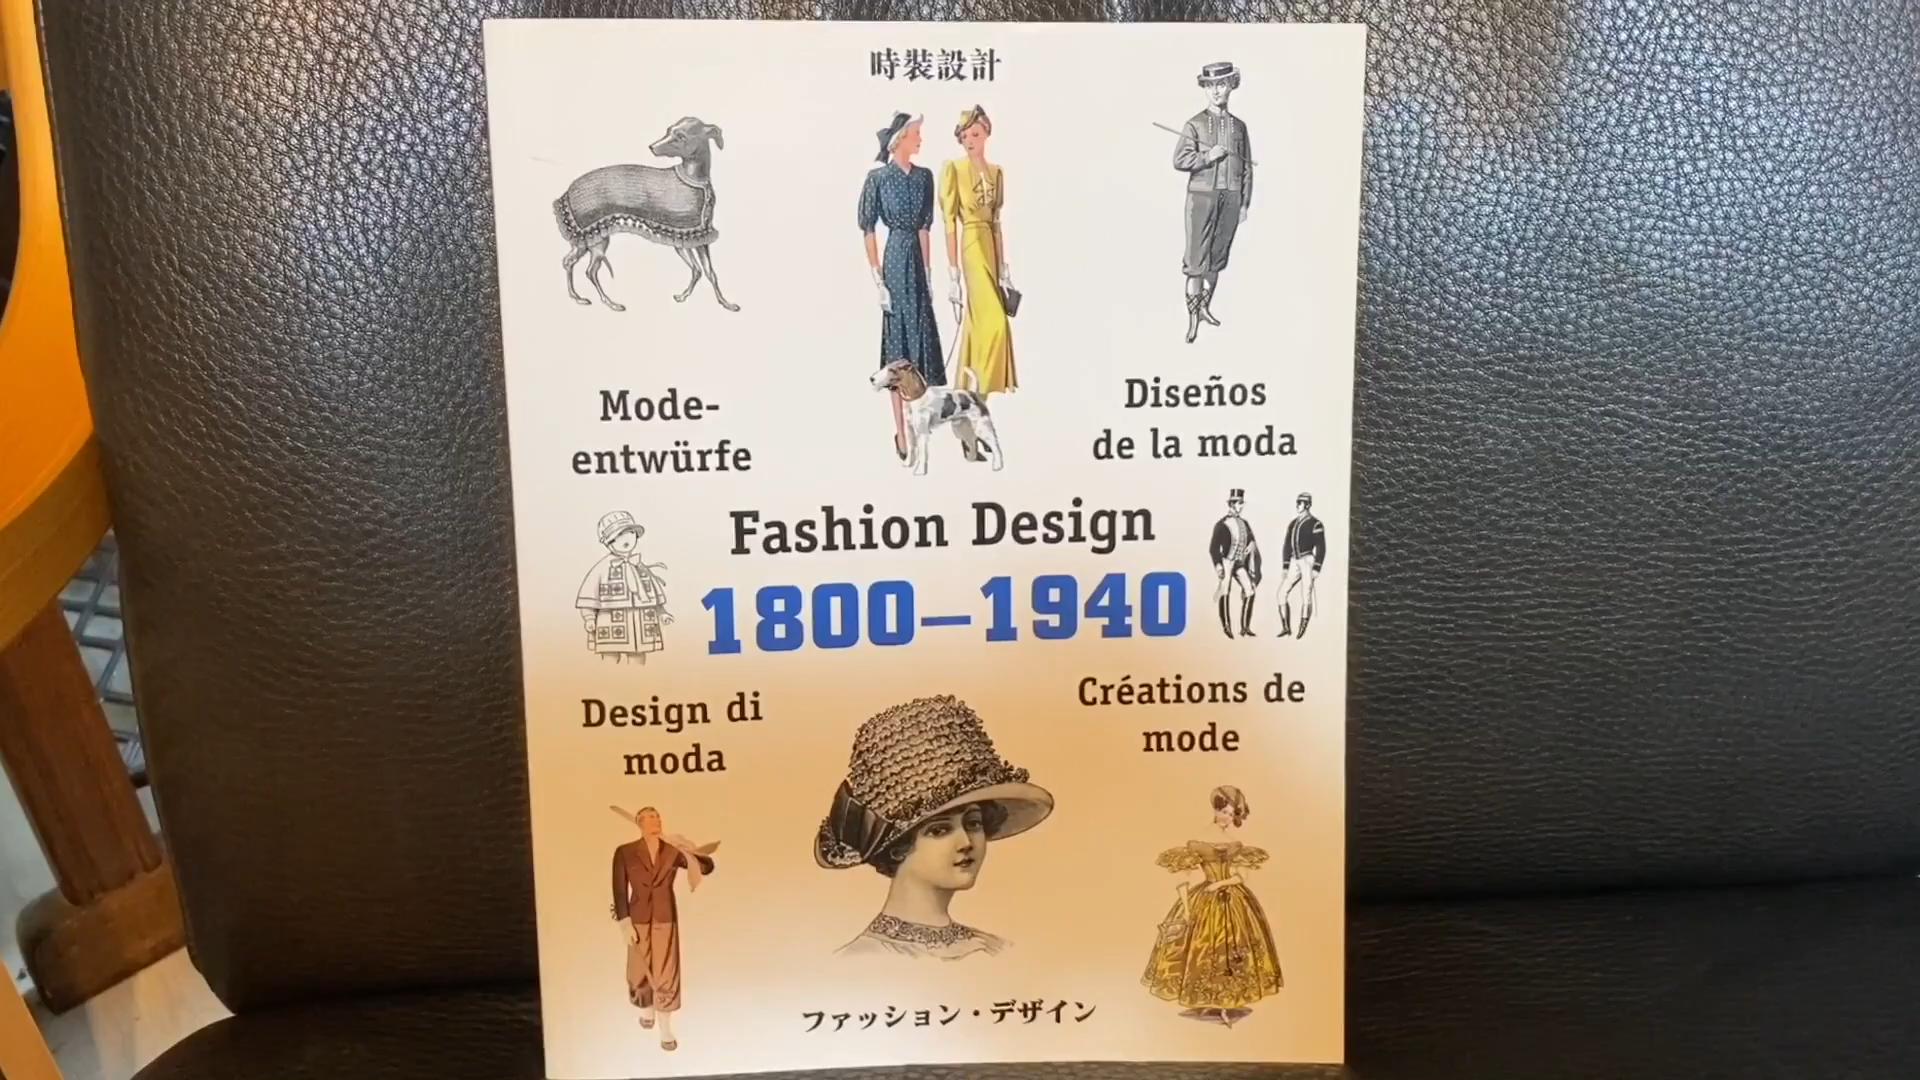 時裝設計
Mode-
entwürfe
Diseños
de la moda
Fashion Design
1800–1940
Design di
moda
Créations de
mode
ファッション・デザイン